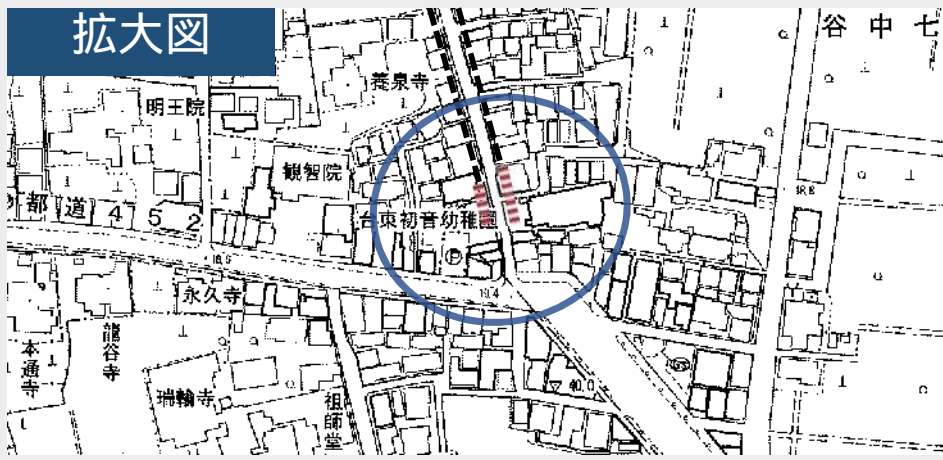 拡大図
谷中七
養泉寺
明王院
観智院
都道452
台東初音幼稚園
永久寺
龍谷寺
本通寺
瑞輪寺
祖師堂
40.0